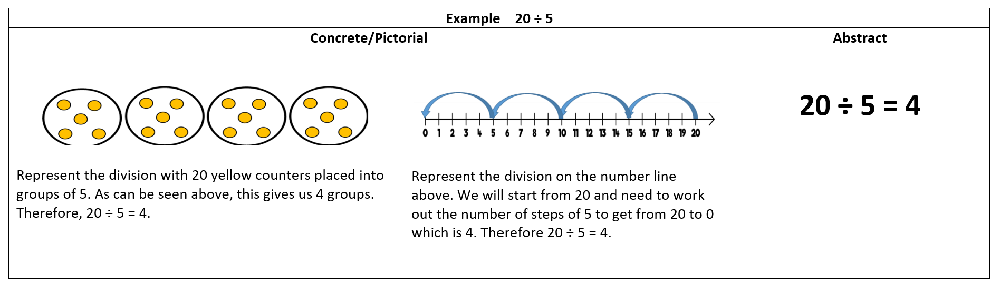 Example 20 ÷ 5
Concrete/Pictorial
Abstract
Represent the division with 20 yellow counters placed into
groups of 5. As can be seen above, this gives us 4 groups.
Therefore, 20 ÷ 5 = 4.
0 1 2 3 4 5 6 7 8 9 10 11 12 13 14 15 16 17 18 19 20
Represent the division on the number line
above. We will start from 20 and need to work
out the number of steps of 5 to get from 20 to 0
which is 4. Therefore 20 ÷ 5 = 4.
20 ÷ 5 = 4